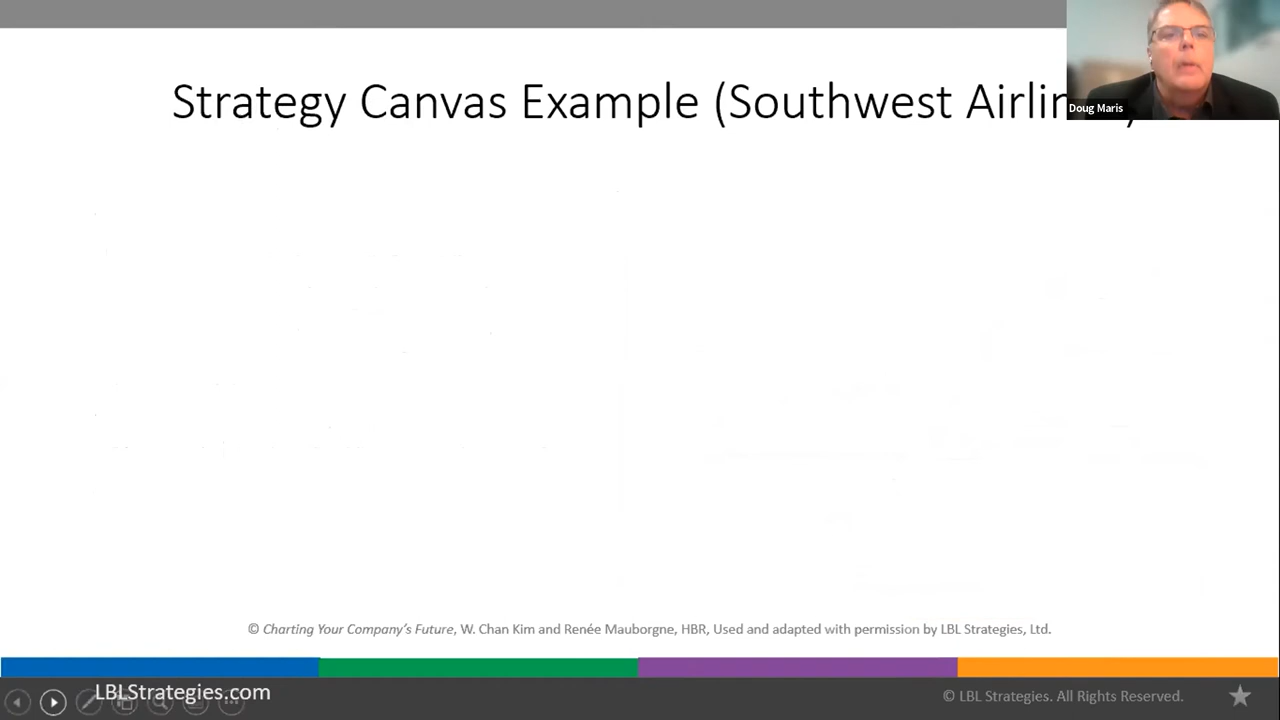 Strategy Canvas Example (Southwest Airlin
Doug Maris
© Charting Your Company's Future, W. Chan Kim and Renée Mauborgne, HBR, Used and adapted with permission by LBL Strategies, Ltd.
LBLStrategies.com
© LBL Strategies. All Rights Reserved.